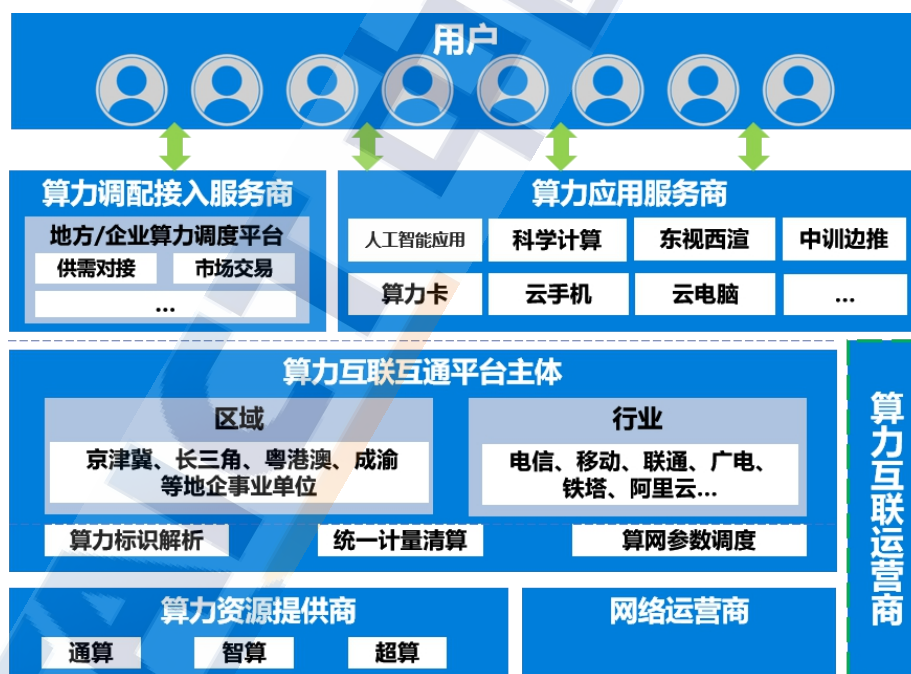 用户
算力调配接入服务商
地方/企业算力调度平台
供需对接
市场交易
...
算力应用服务商
人工智能应用
科学计算
东视西渲
中训边推
算力卡
云手机
云电脑
...
算力互联互通平台主体
区域
京津冀、长三角、粤港澳、成渝
等地企事业单位
行业
电信、移动、联通、广电、
铁塔、阿里云...
算力标识解析
统一计量清算
算网参数调度
算力互联运营商
算力资源提供商
通算
智算
超算
网络运营商